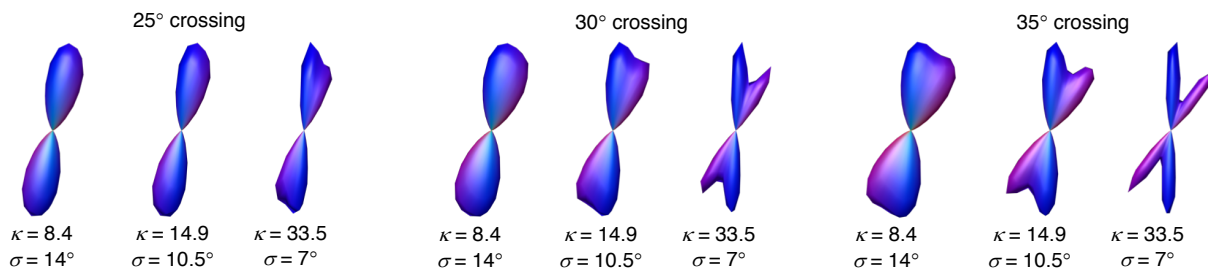 25° crossing
30° crossing
35° crossing
κ = 8.4
κ = 14.9
κ = 33.5
κ = 8.4
κ = 14.9
κ = 33.5
κ = 8.4
κ = 14.9
κ = 33.5
σ = 14°
σ = 10.5°
σ = 7°
σ = 14°
σ = 10.5°
σ = 7°
σ = 14°
σ = 10.5°
σ = 7°